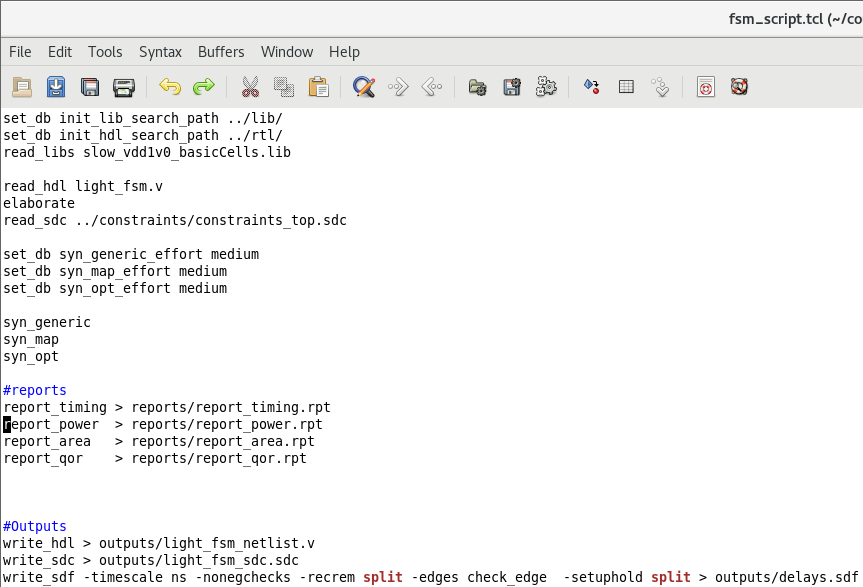 fsm_script.tcl (~/co
File Edit Tools Syntax Buffers Window Help
set_db init_lib_search_path ../lib/
set_db init_hdl_search_path ../rtl/
read_libs slow_vdd1v0_basicCells.lib
read_hdl light_fsm.v
elaborate
read_sdc ../constraints/constraints_top.sdc
set_db syn_generic_effort medium
set_db syn_map_effort medium
set_db syn_opt_effort medium
syn_generic
syn_map
syn_opt
#reports
report_timing > reports/report_timing.rpt
report_power  > reports/report_power.rpt
report_area   > reports/report_area.rpt
report_qor    > reports/report_qor.rpt
#Outputs
write_hdl > outputs/light_fsm_netlist.v
write_sdc > outputs/light_fsm_sdc.sdc
write_sdf -timescale ns -nonegchecks -recrem split -edges check_edge  -setuphold split > outputs/delays.sdf